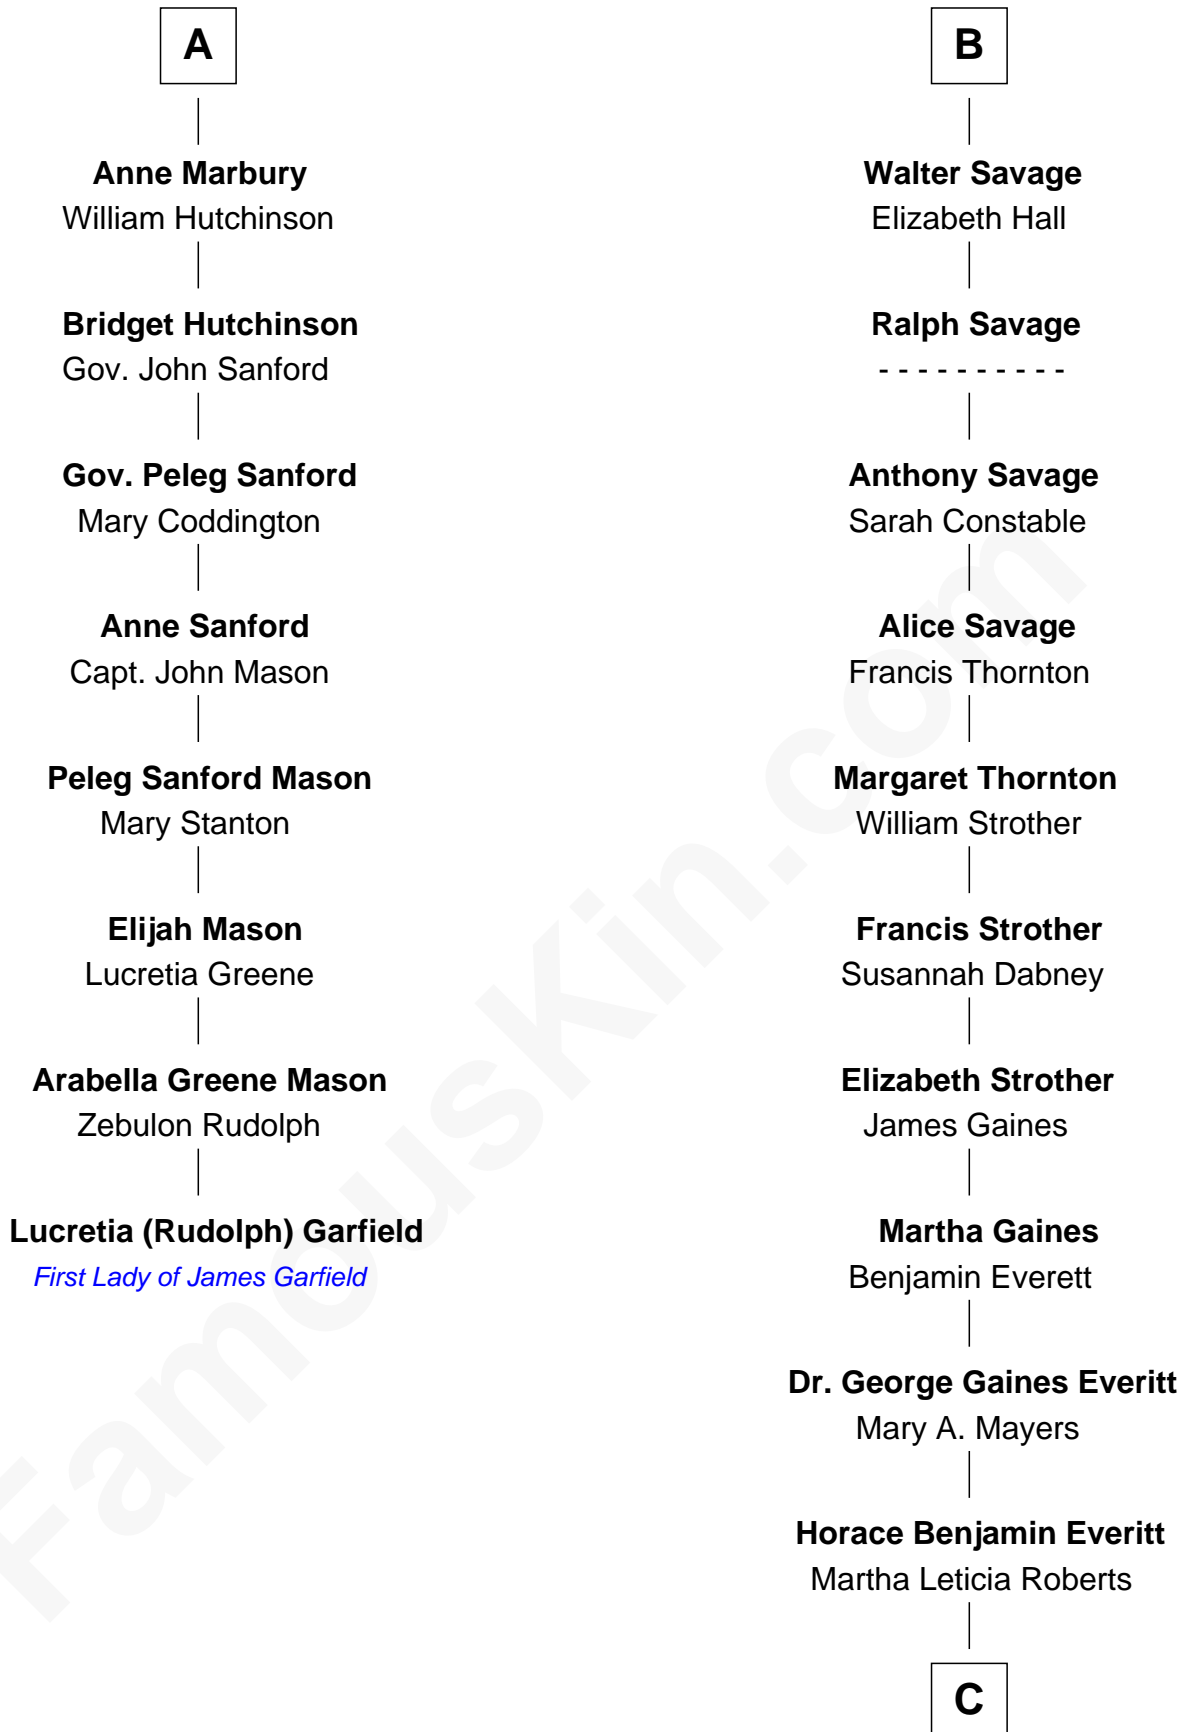 A
Anne Marbury
William Hutchinson
Bridget Hutchinson
Gov. John Sanford
Gov. Peleg Sanford
Mary Coddington
Anne Sanford
Capt. John Mason
Peleg Sanford Mason
Mary Stanton
Elijah Mason
Lucretia Greene
Arabella Greene Mason
Zebulon Rudolph
Lucretia (Rudolph) Garfield
First Lady of James Garfield
B
Walter Savage
Elizabeth Hall
Ralph Savage
- - - - - - - - - -
Anthony Savage
Sarah Constable
Alice Savage
Francis Thornton
Margaret Thornton
William Strother
Francis Strother
Susannah Dabney
Elizabeth Strother
James Gaines
Martha Gaines
Benjamin Everett
Dr. George Gaines Everitt
Mary A. Mayers
Horace Benjamin Everitt
Martha Leticia Roberts
C
FamousKin.com